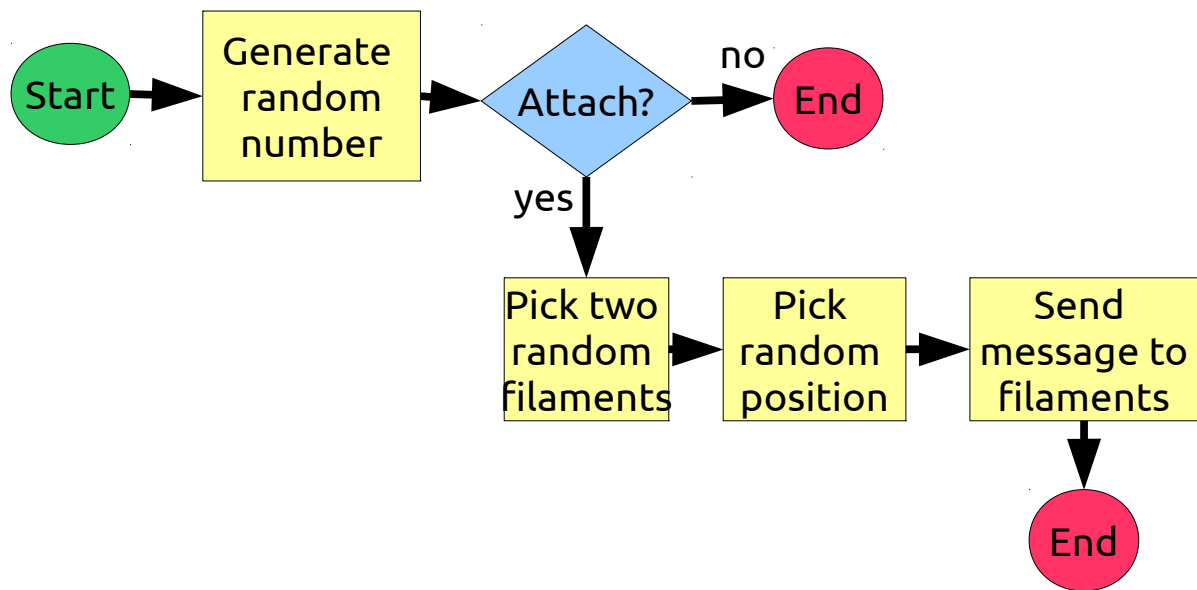 Start
Generate
random
number
Attach?
no
End
yes
Pick two
random
filaments
Pick
random
position
Send
message to
filaments
End